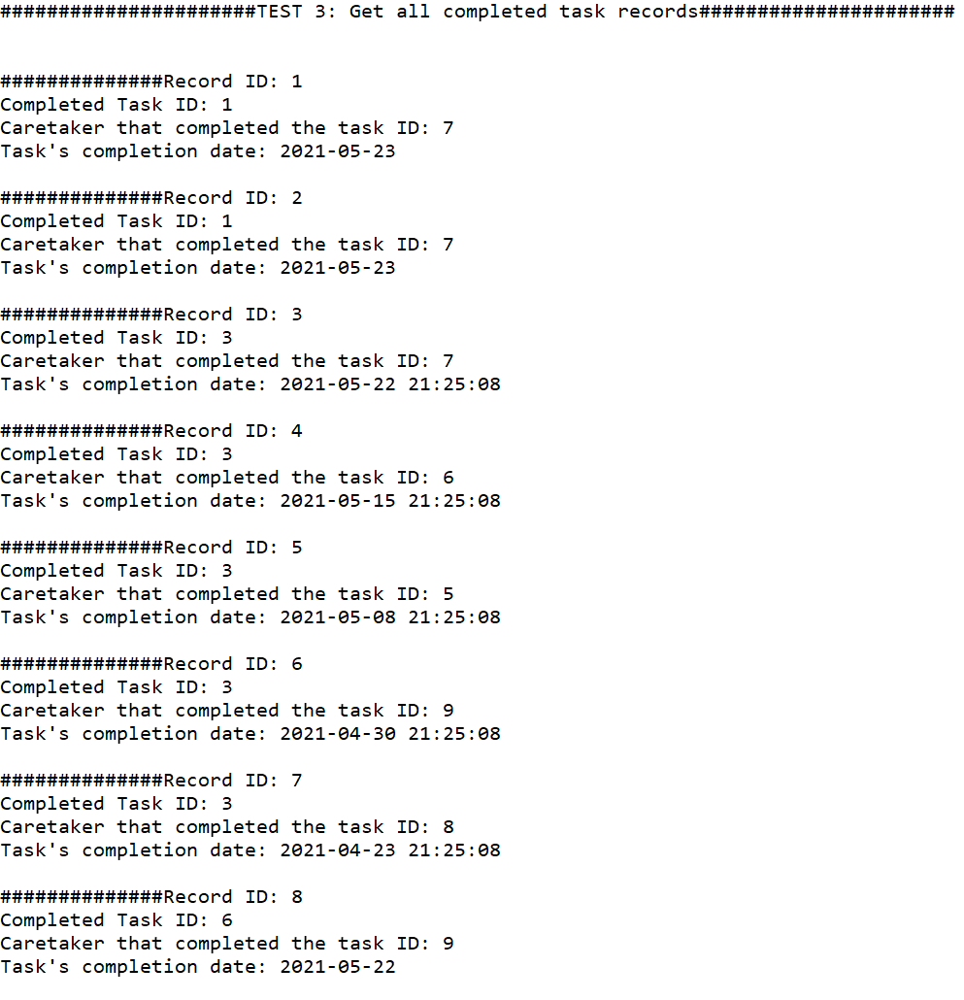 ######################TEST 3: Get all completed task records######################
##############Record ID: 1
Completed Task ID: 1
Caretaker that completed the task ID: 7
Task's completion date: 2021-05-23
##############Record ID: 2
Completed Task ID: 1
Caretaker that completed the task ID: 7
Task's completion date: 2021-05-23
##############Record ID: 3
Completed Task ID: 3
Caretaker that completed the task ID: 7
Task's completion date: 2021-05-22 21:25:08
##############Record ID: 4
Completed Task ID: 3
Caretaker that completed the task ID: 6
Task's completion date: 2021-05-15 21:25:08
##############Record ID: 5
Completed Task ID: 3
Caretaker that completed the task ID: 5
Task's completion date: 2021-05-08 21:25:08
##############Record ID: 6
Completed Task ID: 3
Caretaker that completed the task ID: 9
Task's completion date: 2021-04-30 21:25:08
##############Record ID: 7
Completed Task ID: 3
Caretaker that completed the task ID: 8
Task's completion date: 2021-04-23 21:25:08
##############Record ID: 8
Completed Task ID: 6
Caretaker that completed the task ID: 9
Task's completion date: 2021-05-22